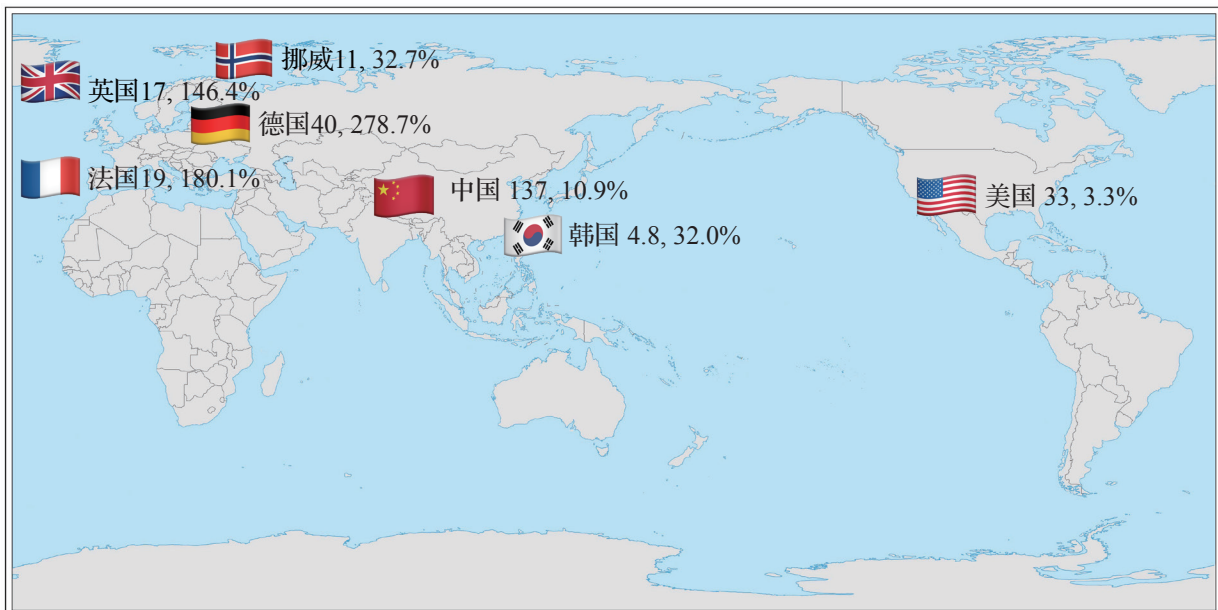 挪威11, 32.7%
英国17, 146.4%
德国40, 278.7%
法国19, 180.1%
中国 137, 10.9%
美国 33, 3.3%
韩国 4.8, 32.0%